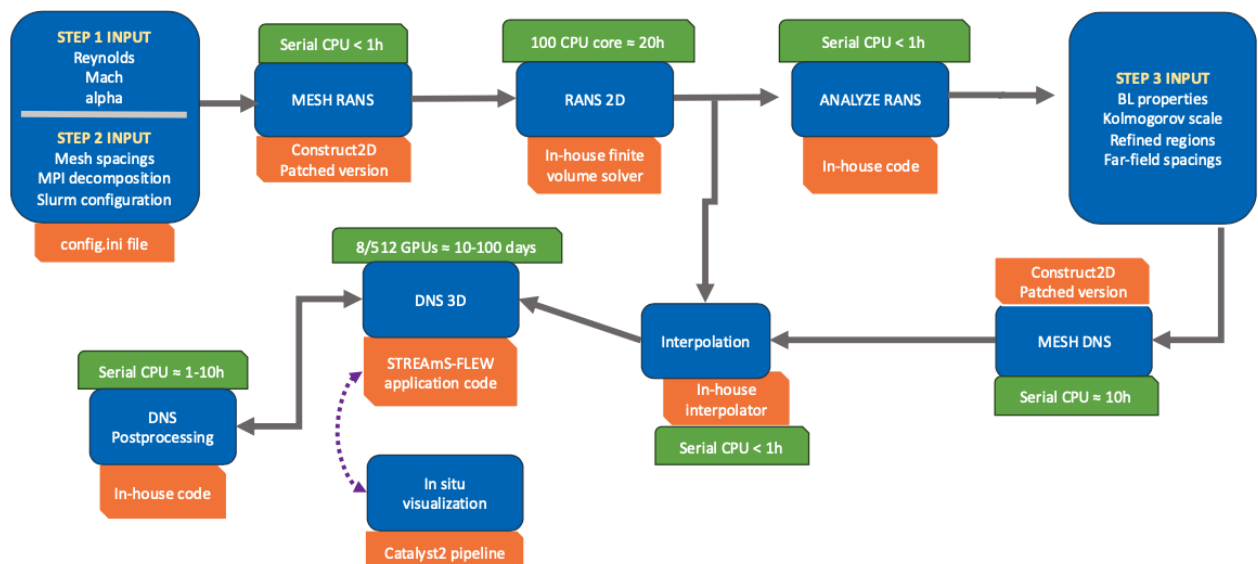 STEP 1 INPUT
Reynolds
Mach
alpha
STEP 2 INPUT
Mesh spacings
MPI decomposition
Slurm configuration
config.ini file
Serial CPU < 1h
MESH RANS
Construct2D
Patched version
100 CPU core ≈ 20h
RANS 2D
In-house finite
volume solver
Serial CPU < 1h
ANALYZE RANS
In-house code
STEP 3 INPUT
BL properties
Kolmogorov scale
Refined regions
Far-field spacings
Construct2D
Patched version
MESH DNS
Serial CPU ≈ 10h
Interpolation
In-house
interpolator
Serial CPU < 1h
8/512 GPUs ≈ 10-100 days
DNS 3D
STREAmS-FLEW
application code
Serial CPU ≈ 1-10h
DNS
Postprocessing
In-house code
In situ
visualization
Catalyst2 pipeline